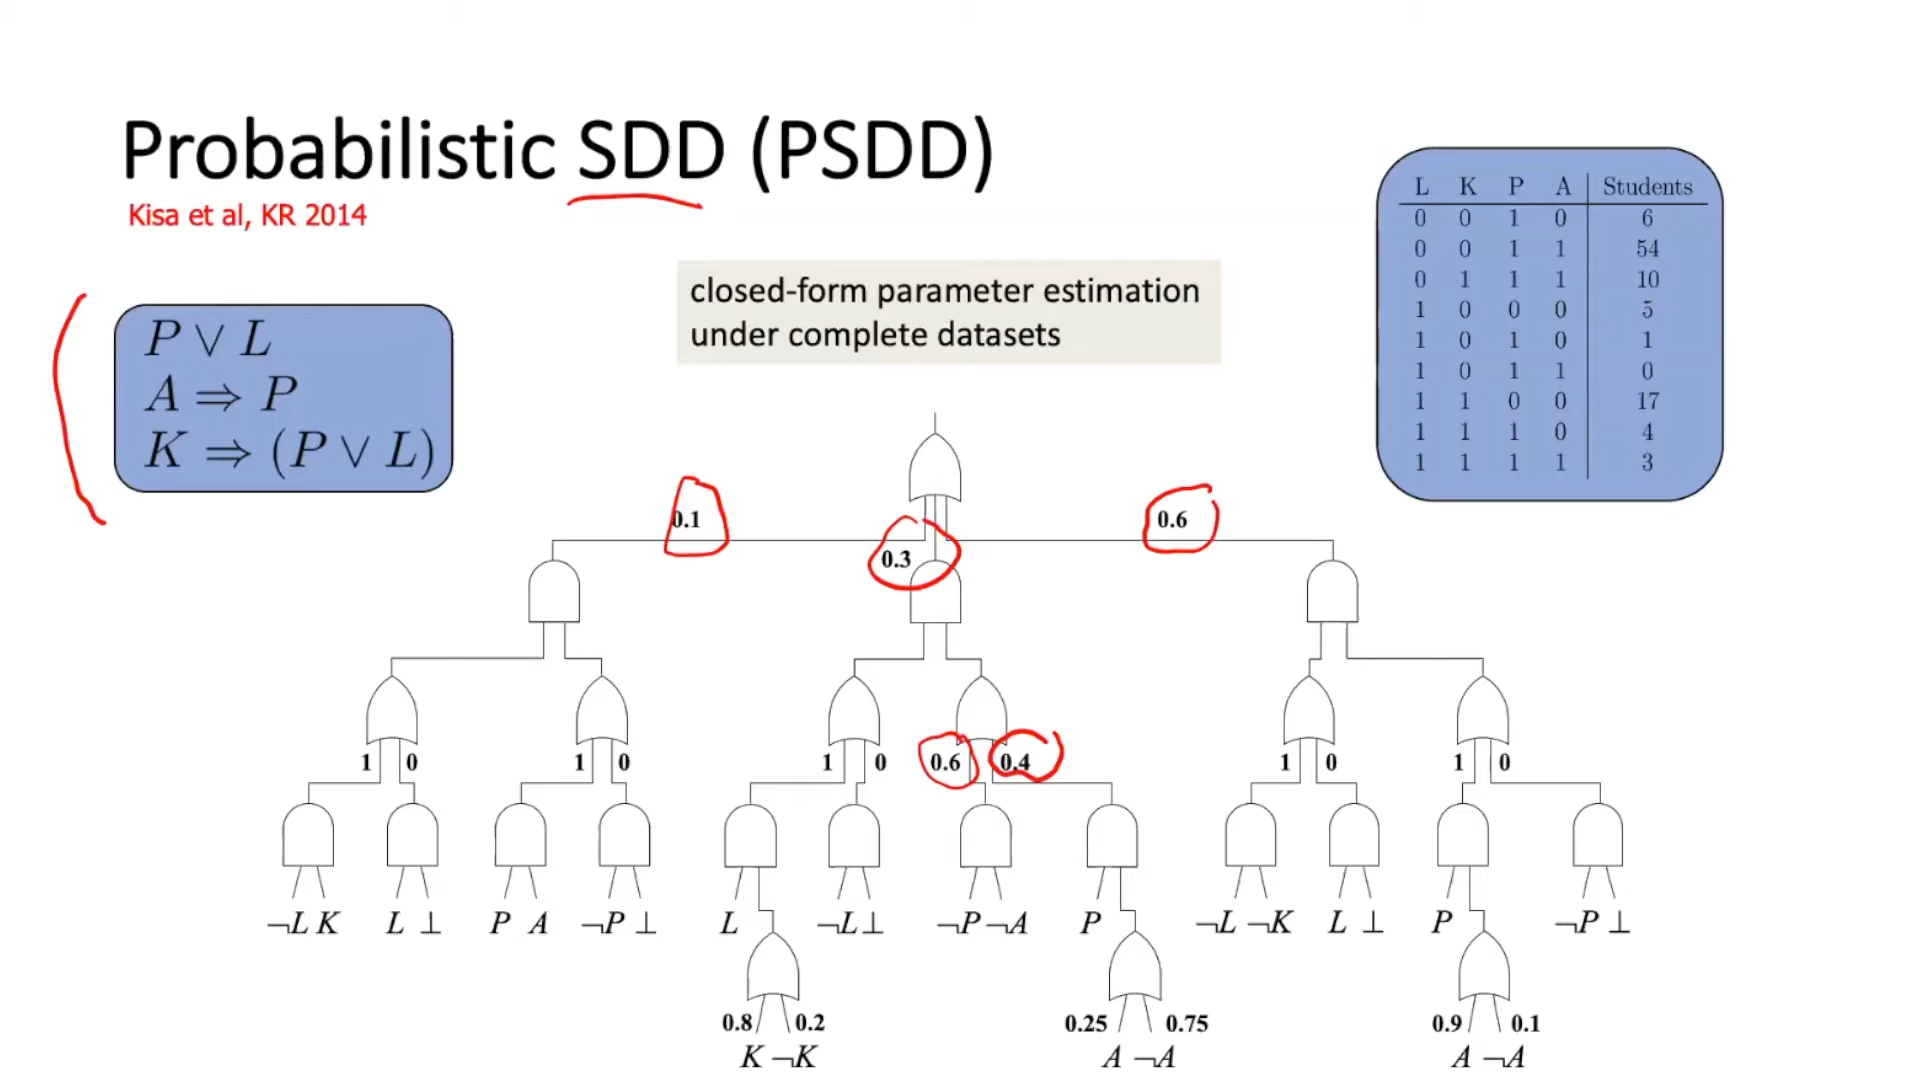 Probabilistic SDD (PSDD)
Kisa et al, KR 2014
closed-form parameter estimation
under complete datasets
P ∨ L
A ⇒ P
K ⇒ (P ∨ L)
L K P A Students
0 0 1 0 6
0 0 1 1 54
0 1 1 1 10
1 0 0 0 5
1 0 1 0 1
1 0 1 1 0
1 1 0 0 17
1 1 1 0 4
1 1 1 1 3
0.1 0.3 0.6
1 0 1 0 1 0 0.6 0.4 1 0 1 0
¬L K L ⊥ P A ¬P ⊥ L ¬L ⊥ ¬P ¬A P ¬L ¬K L ⊥ P ¬P ⊥
0.8 0.2 0.25 0.75 0.9 0.1
K ¬K A ¬A A ¬A